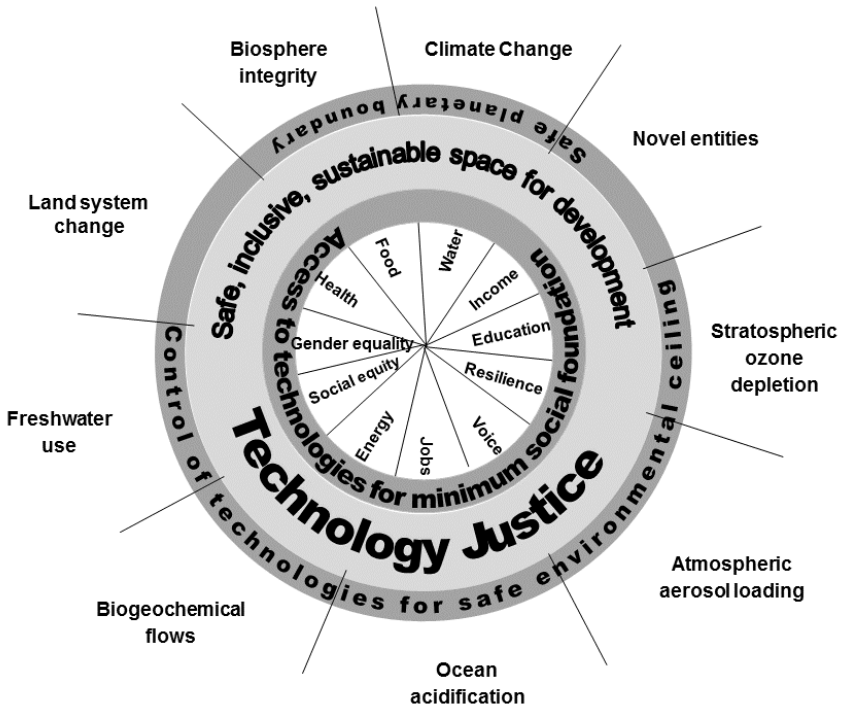 Biosphere
integrity
Climate Change
Novel entities
Stratospheric
ozone
depletion
Atmospheric
aerosol loading
Ocean
acidification
Biogeochemical
flows
Freshwater
use
Land system
change
Safe planetary boundary
Control of technologies for safe environmental ceiling
Safe, inclusive, sustainable space for development
Technology Justice
Access to technologies for minimum social foundation
Food
Water
Income
Education
Resilience
Voice
Jobs
Energy
Social equity
Gender equality
Health